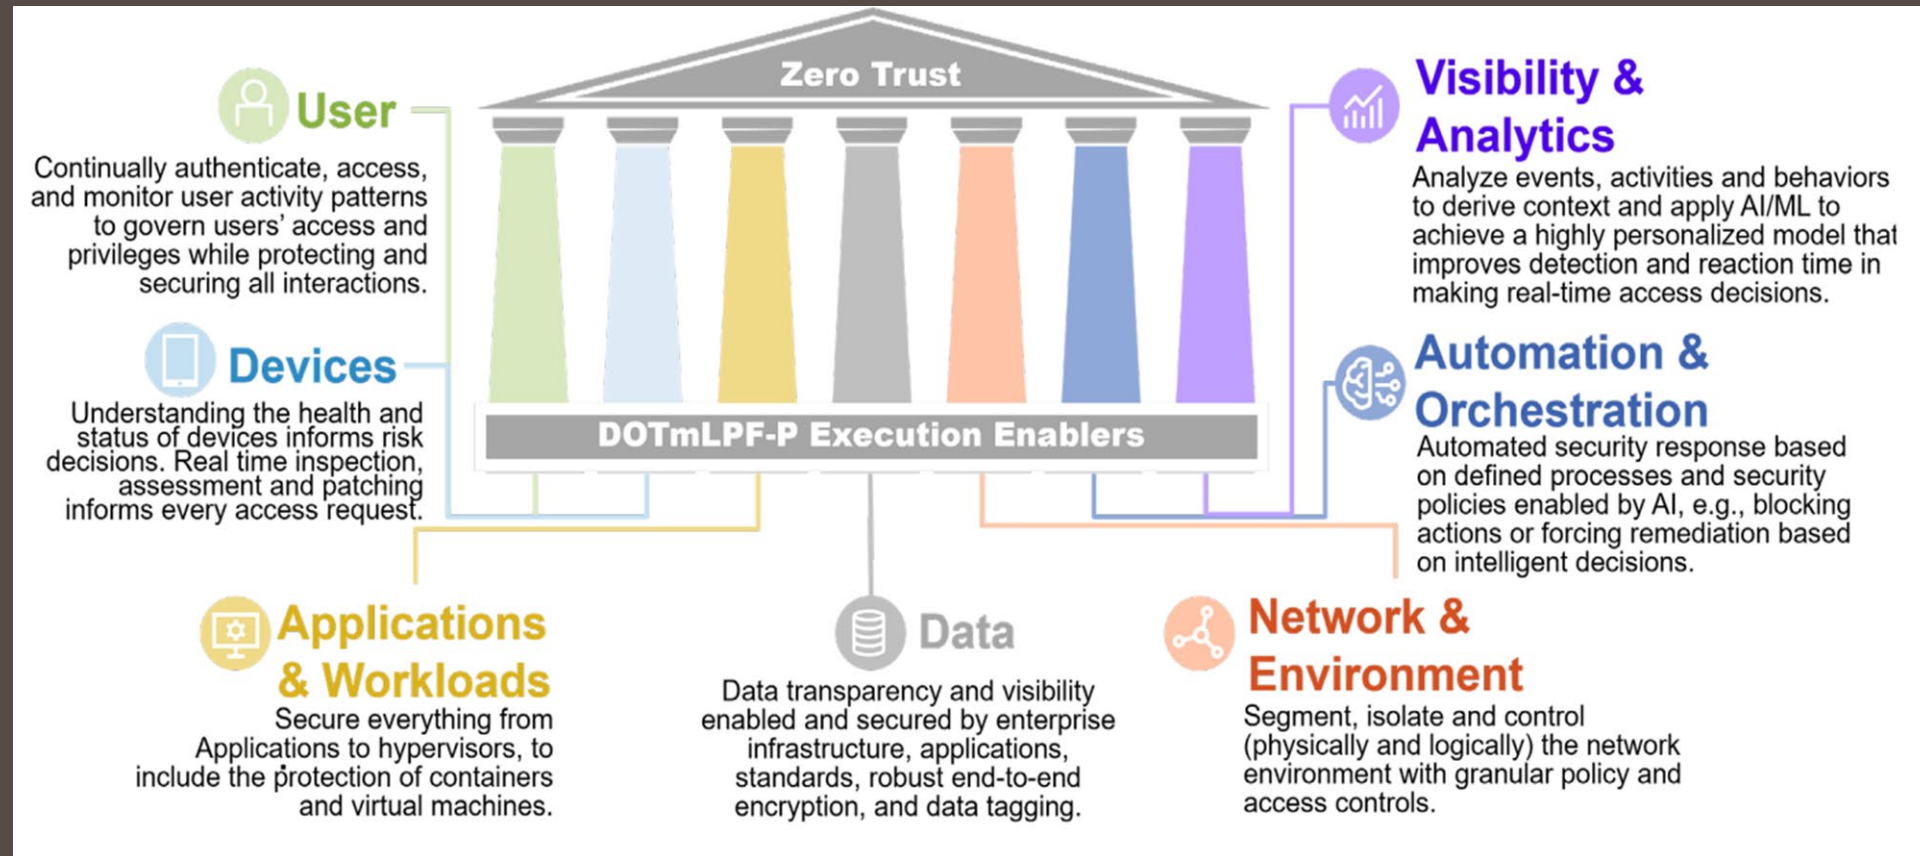 Zero Trust
User
Continually authenticate, access,
and monitor user activity patterns
to govern users’ access and
privileges while protecting and
securing all interactions.
Devices
Understanding the health and
status of devices informs risk
decisions. Real time inspection,
assessment and patching
informs every access request.
DOTmLPF-P Execution Enablers
Applications
& Workloads
Secure everything from
Applications to hypervisors, to
include the protection of containers
and virtual machines.
Data
Data transparency and visibility
enabled and secured by enterprise
infrastructure, applications,
standards, robust end-to-end
encryption, and data tagging.
Network &
Environment
Segment, isolate and control
(physically and logically) the network
environment with granular policy and
access controls.
Automation &
Orchestration
Automated security response based
on defined processes and security
policies enabled by AI, e.g., blocking
actions or forcing remediation based
on intelligent decisions.
Visibility &
Analytics
Analyze events, activities and behaviors
to derive context and apply AI/ML to
achieve a highly personalized model that
improves detection and reaction time in
making real-time access decisions.